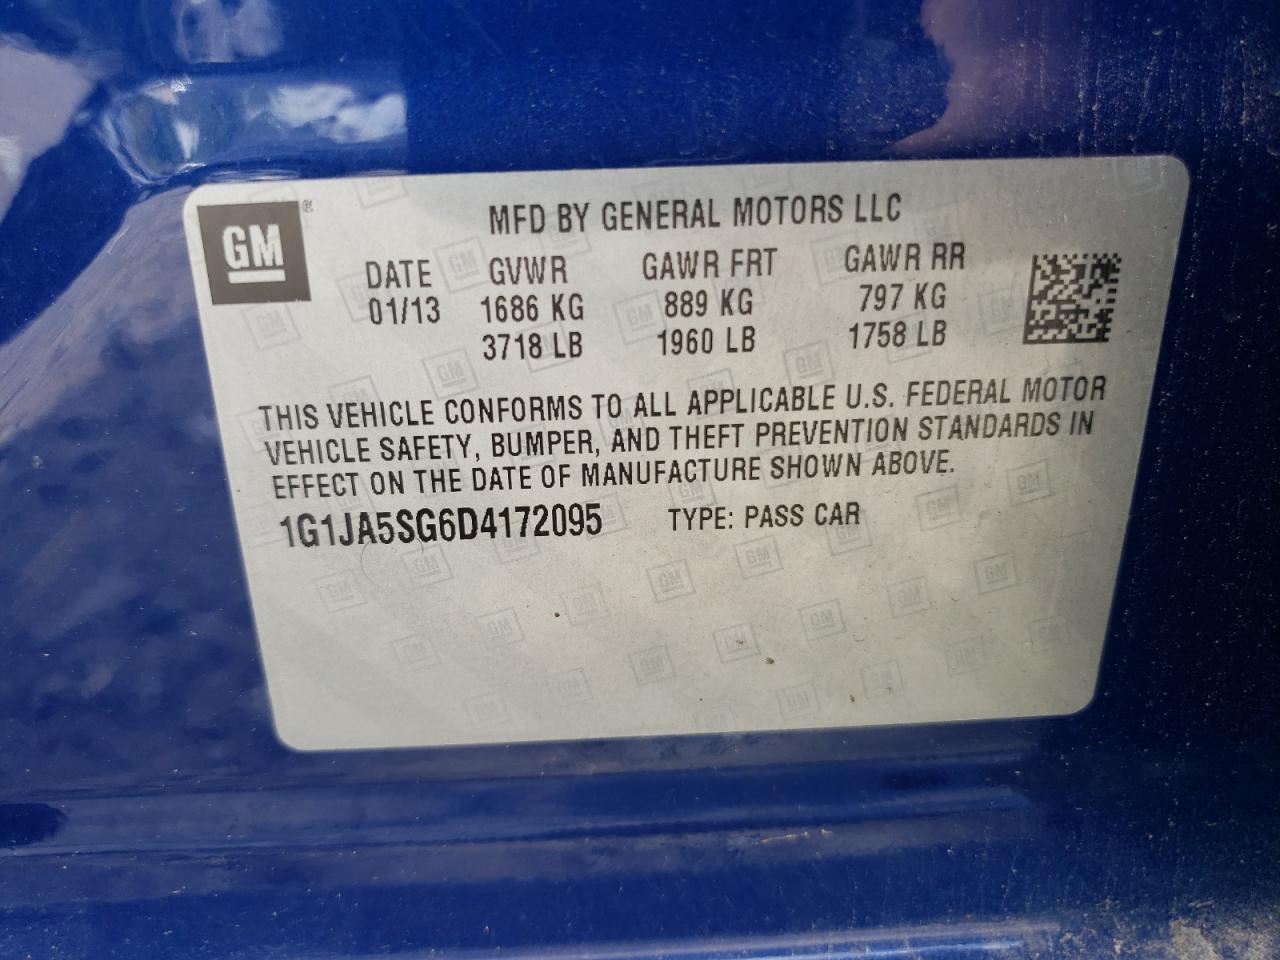 GM®
MFD BY GENERAL MOTORS LLC
DATE GVWR GAWR FRT GAWR RR
01/13 1686 KG 889 KG 797 KG
3718 LB 1960 LB 1758 LB
THIS VEHICLE CONFORMS TO ALL APPLICABLE U.S. FEDERAL MOTOR
VEHICLE SAFETY, BUMPER, AND THEFT PREVENTION STANDARDS IN
EFFECT ON THE DATE OF MANUFACTURE SHOWN ABOVE.
1G1JA5SG6D4172095 TYPE: PASS CAR